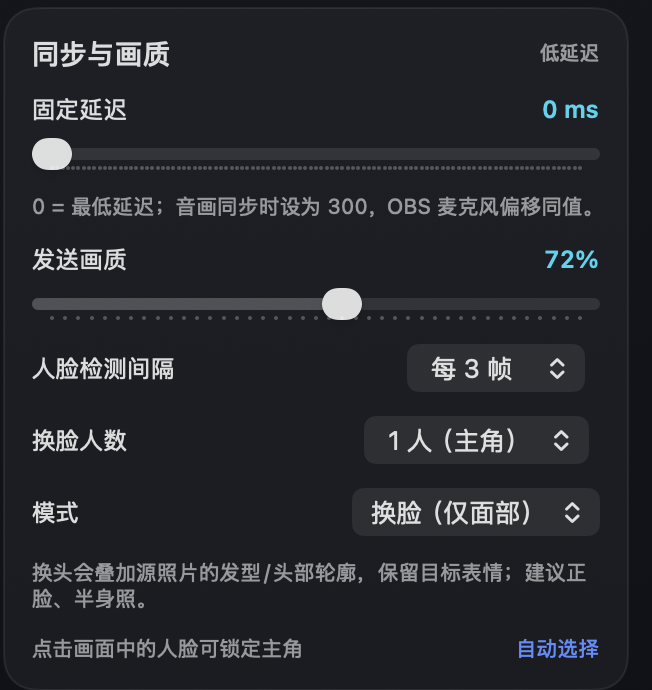 同步与画质 低延迟
固定延迟 0 ms
0 = 最低延迟；音画同步时设为 300，OBS 麦克风偏移同值。
发送画质 72%
人脸检测间隔 每 3 帧
换脸人数 1 人（主角）
模式 换脸（仅面部）
换头会叠加源照片的发型/头部轮廓，保留目标表情；建议正
脸、半身照。
点击画面中的人脸可锁定主角 自动选择